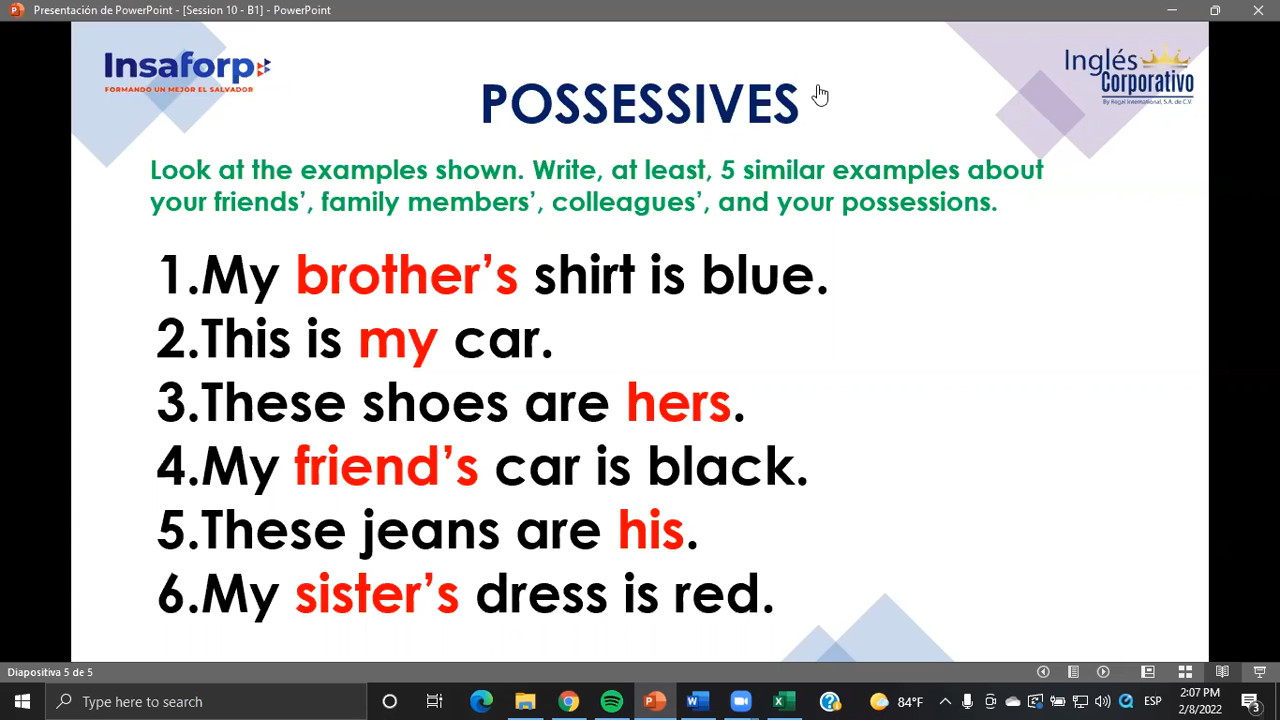 Presentación de PowerPoint - [Session 10 - B1] - PowerPoint
Insaforp
FORMANDO UN MEJOR EL SALVADOR
Inglés
Corporativo
By Regal International, S.A. de C.V.
POSSESSIVES
Look at the examples shown. Write, at least, 5 similar examples about
your friends’, family members’, colleagues’, and your possessions.
1.My brother’s shirt is blue.
2.This is my car.
3.These shoes are hers.
4.My friend’s car is black.
5.These jeans are his.
6.My sister’s dress is red.
Diapositiva 5 de 5
Type here to search
84°F
ESP
2:07 PM
2/8/2022
3